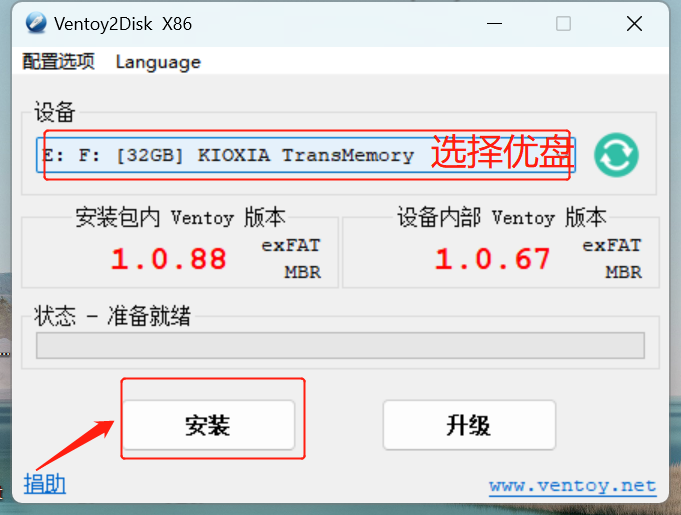 Ventoy2Disk X86
配置选项 Language
设备
E: F: [32GB] KIOXIA TransMemory 选择优盘
安装包内 Ventoy 版本
1.0.88
exFAT
MBR
设备内部 Ventoy 版本
1.0.67
exFAT
MBR
状态 - 准备就绪
安装
升级
捐助
www.ventoy.net